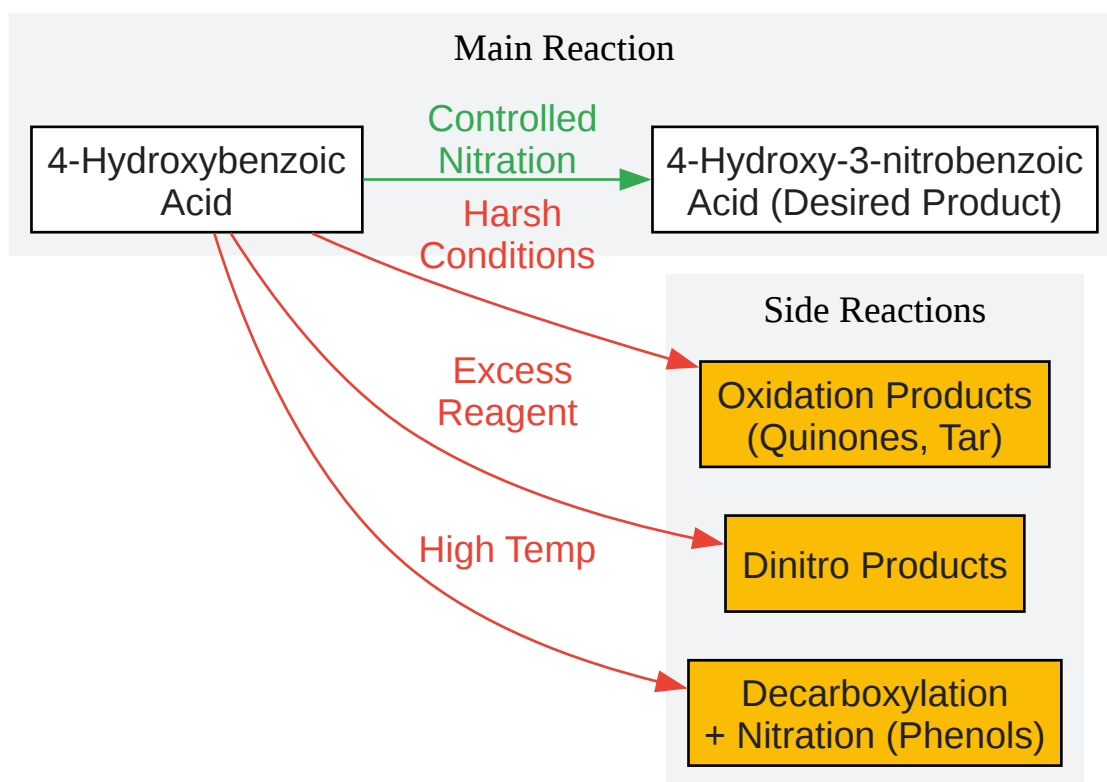 Main Reaction
4-Hydroxybenzoic
Acid
Controlled
Nitration
4-Hydroxy-3-nitrobenzoic
Acid (Desired Product)
Harsh
Conditions
Side Reactions
Excess
Reagent
Oxidation Products
(Quinones, Tar)
High Temp
Dinitro Products
Decarboxylation
+ Nitration (Phenols)